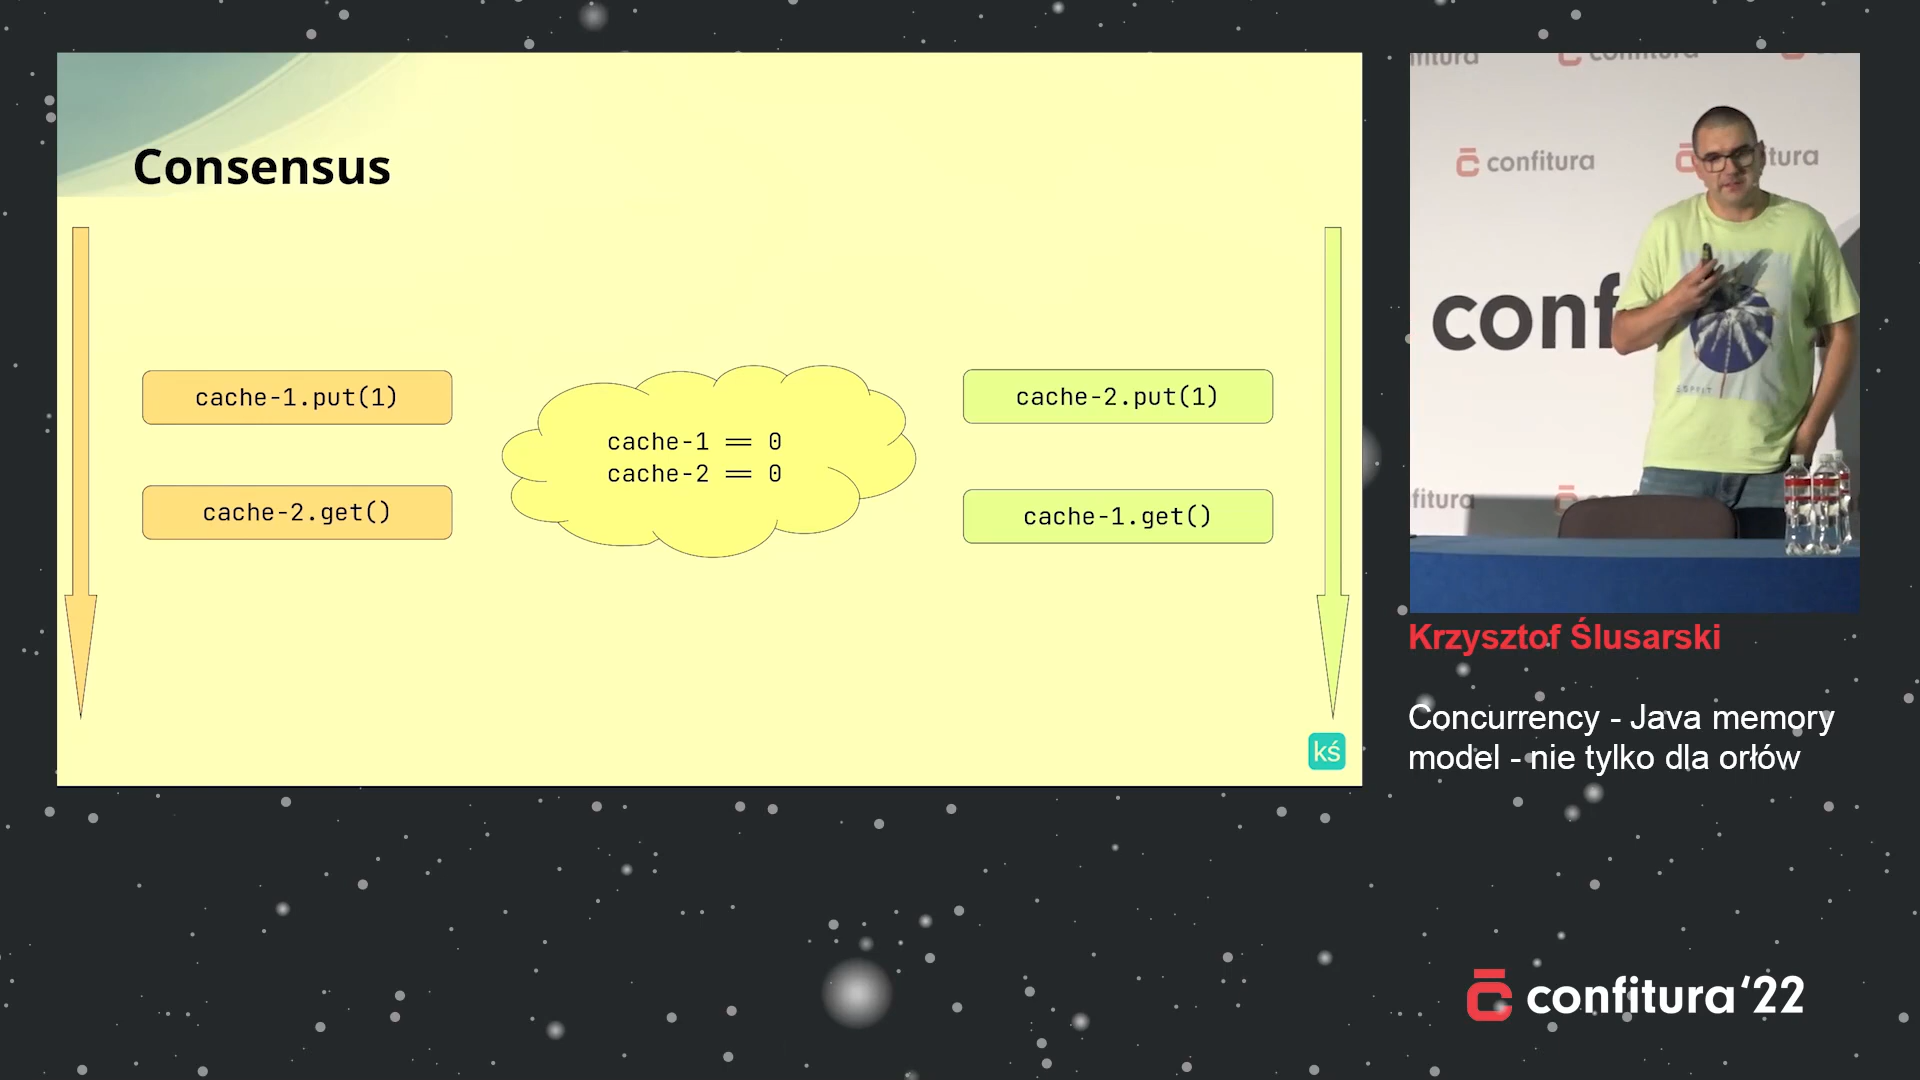 Consensus
cache-1.put(1)
cache-2.get()
cache-1 == 0
cache-2 == 0
cache-2.put(1)
cache-1.get()
kś
confitura
confitura
conf
Krzysztof Ślusarski
Concurrency - Java memory
model - nie tylko dla orłów
confitura‘22